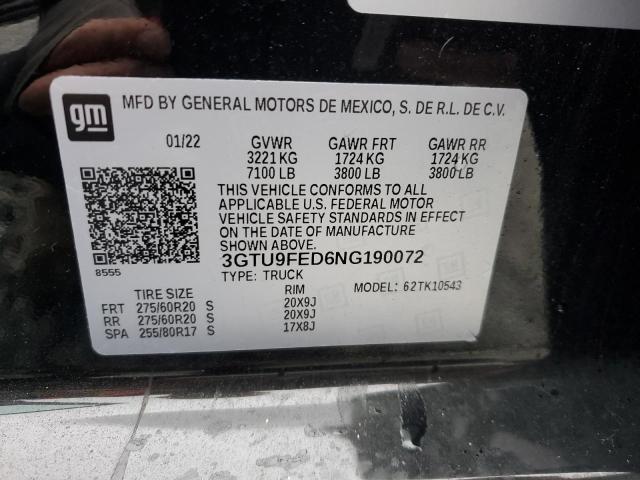 gm
MFD BY GENERAL MOTORS DE MEXICO, S. DE R.L. DE C.V.
01/22 GVWR GAWR FRT GAWR RR
3221 KG 1724 KG 1724 KG
7100 LB 3800 LB 3800 LB
THIS VEHICLE CONFORMS TO ALL
APPLICABLE U.S. FEDERAL MOTOR
VEHICLE SAFETY STANDARDS IN EFFECT
ON THE DATE OF MANUFACTURE
SHOWN ABOVE.
3GTU9FED6NG190072
8555
TYPE: TRUCK
TIRE SIZE RIM MODEL: 62TK10543
FRT 275/60R20 S 20X9J
RR 275/60R20 S 20X9J
SPA 255/80R17 S 17X8J